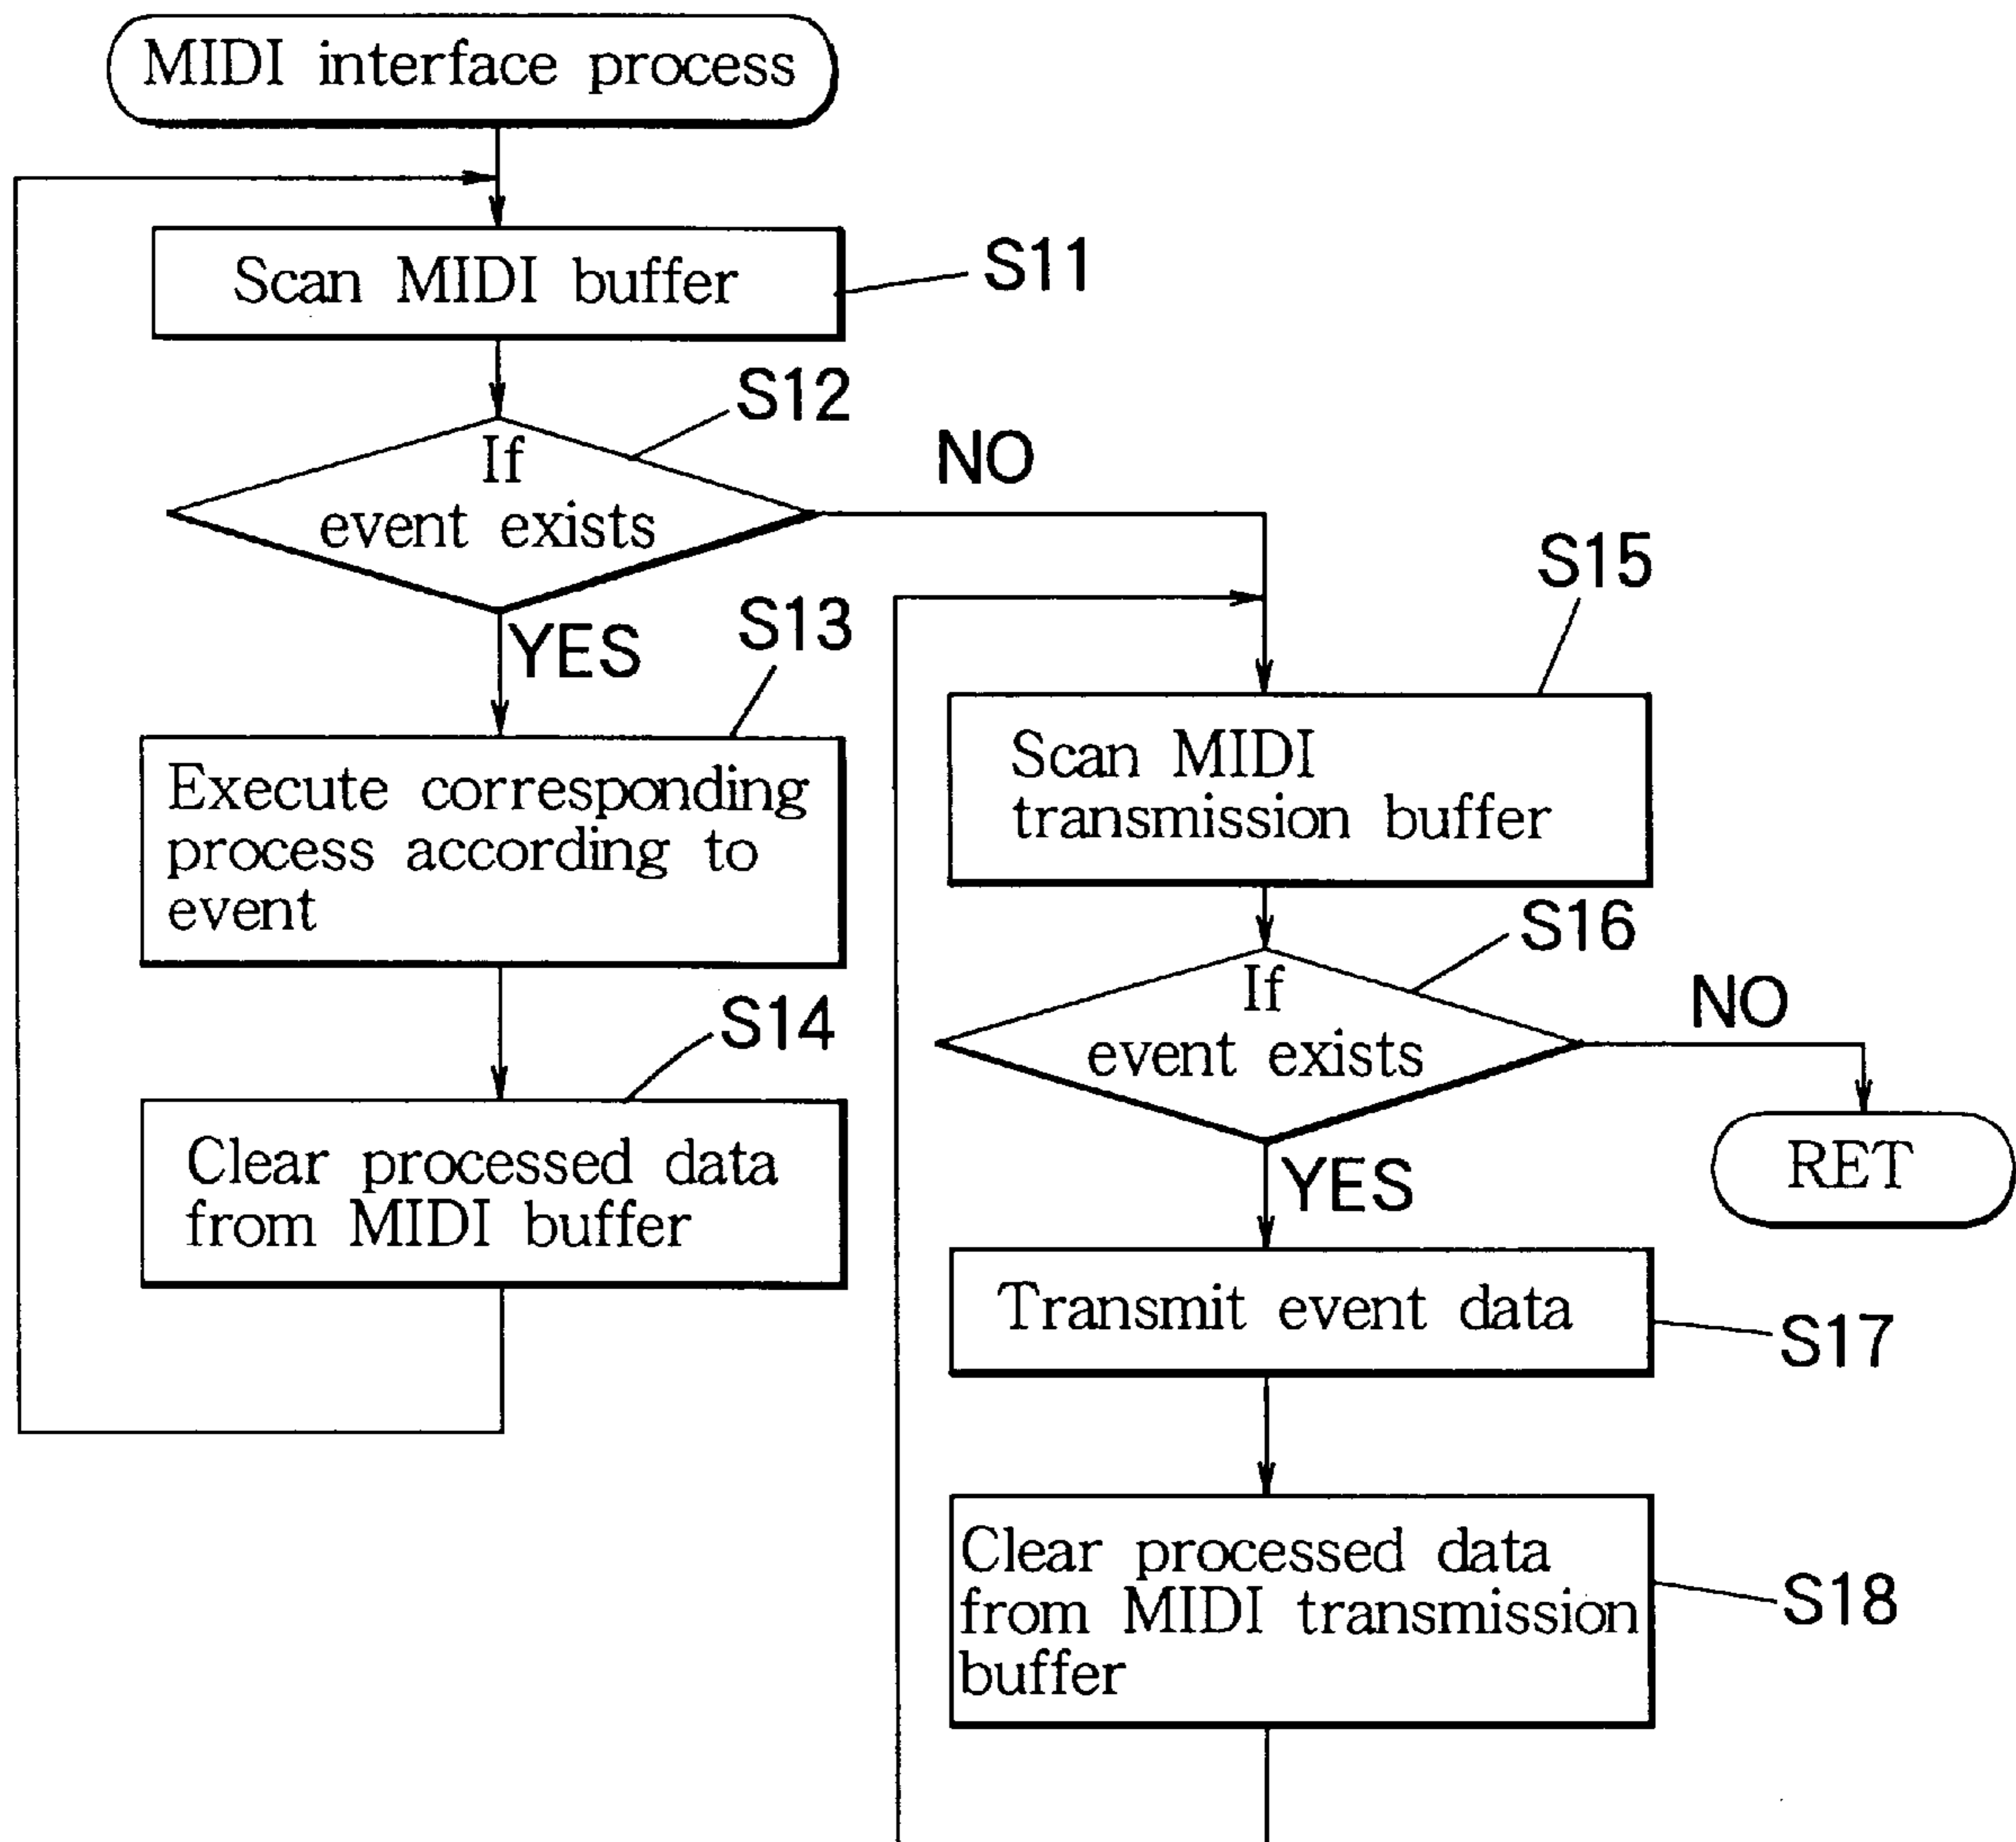 MIDI interface process
Scan MIDI buffer
S11
S12
If
event exists
NO
YES
S13
Execute corresponding
process according to
event
S14
Clear processed data
from MIDI buffer
S15
Scan MIDI
transmission buffer
S16
If
event exists
NO
RET
YES
Transmit event data
S17
Clear processed data
from MIDI transmission
buffer
S18